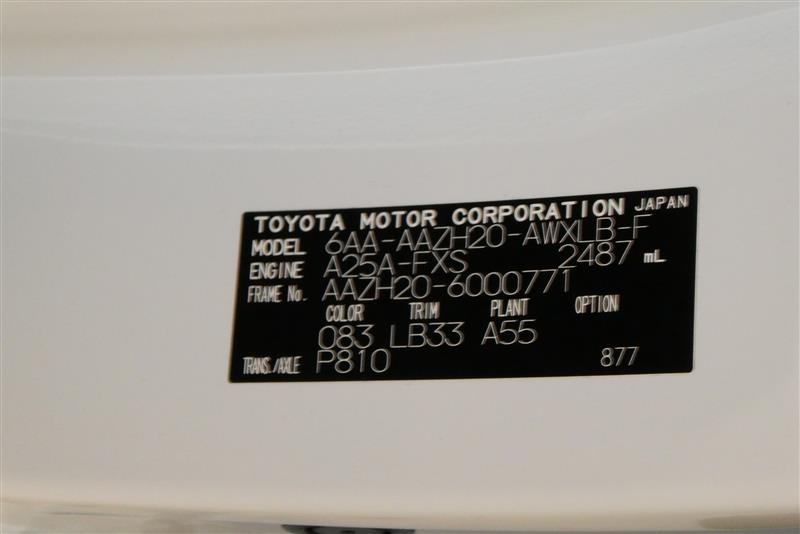 TOYOTA MOTOR CORPORATION JAPAN
MODEL 6AA-AAZH20-AWXLB-F
ENGINE A25A-FXS 2487 mL
FRAME No. AAZH20-6000771
COLOR TRIM PLANT OPTION
083 LB33 A55
TRANS./AXLE P810 877